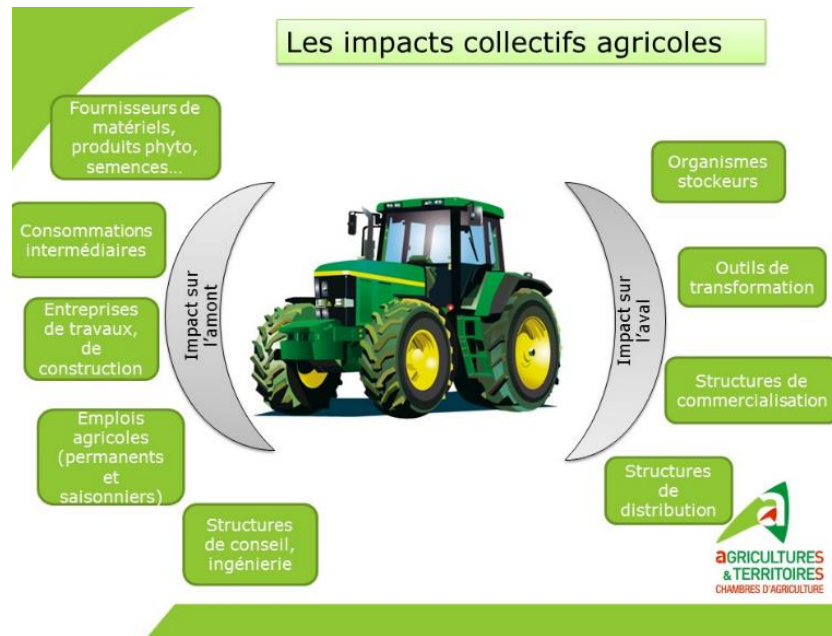 Les impacts collectifs agricoles
Fournisseurs de
matériels,
produits phyto,
semences...
Consommations
intermédiaires
Entreprises
de travaux,
de
construction
Emplois
agricoles
(permanents
et
saisonniers)
Structures
de conseil,
ingénierie
Impact sur
l'amont
Impact sur
l'aval
Organismes
stockeurs
Outils de
transformation
Structures de
commercialisation
Structures
de
distribution
a
aGRICULTURES
& TERRITOIRES
CHAMBRES D'AGRICULTURE